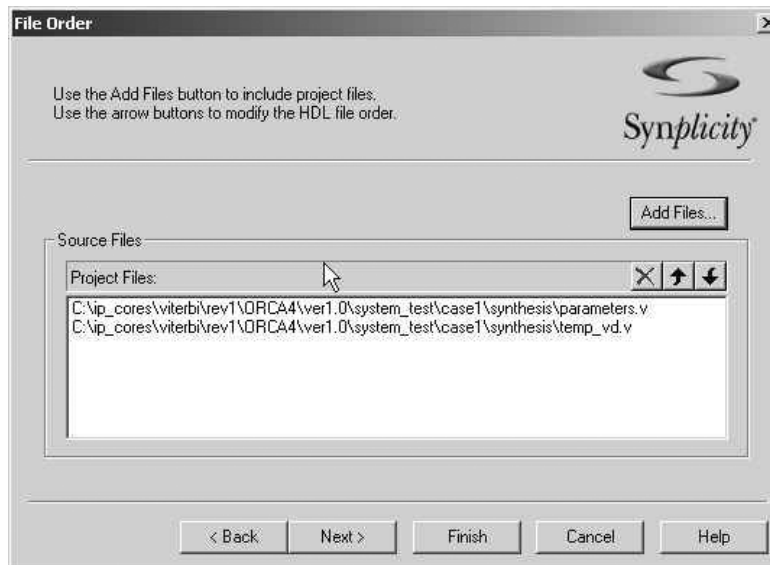 File Order
Use the Add Files button to include project files.
Use the arrow buttons to modify the HDL file order.
Synplicity®
Add Files...
Source Files
Project Files:
C:\ip_cores\viterbi\rev1\ORCA4\ver1.0\system_test\case1\synthesis\parameters.v
C:\ip_cores\viterbi\rev1\ORCA4\ver1.0\system_test\case1\synthesis\temp_vd.v
< Back
Next >
Finish
Cancel
Help